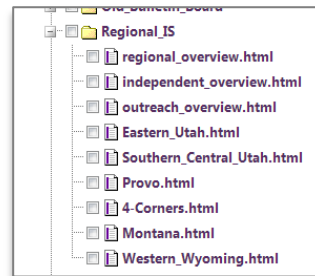 Old_Bulletin_Board
Regional_IS
regional_overview.html
independent_overview.html
outreach_overview.html
Eastern_Utah.html
Southern_Central_Utah.html
Provo.html
4-Corners.html
Montana.html
Western_Wyoming.html